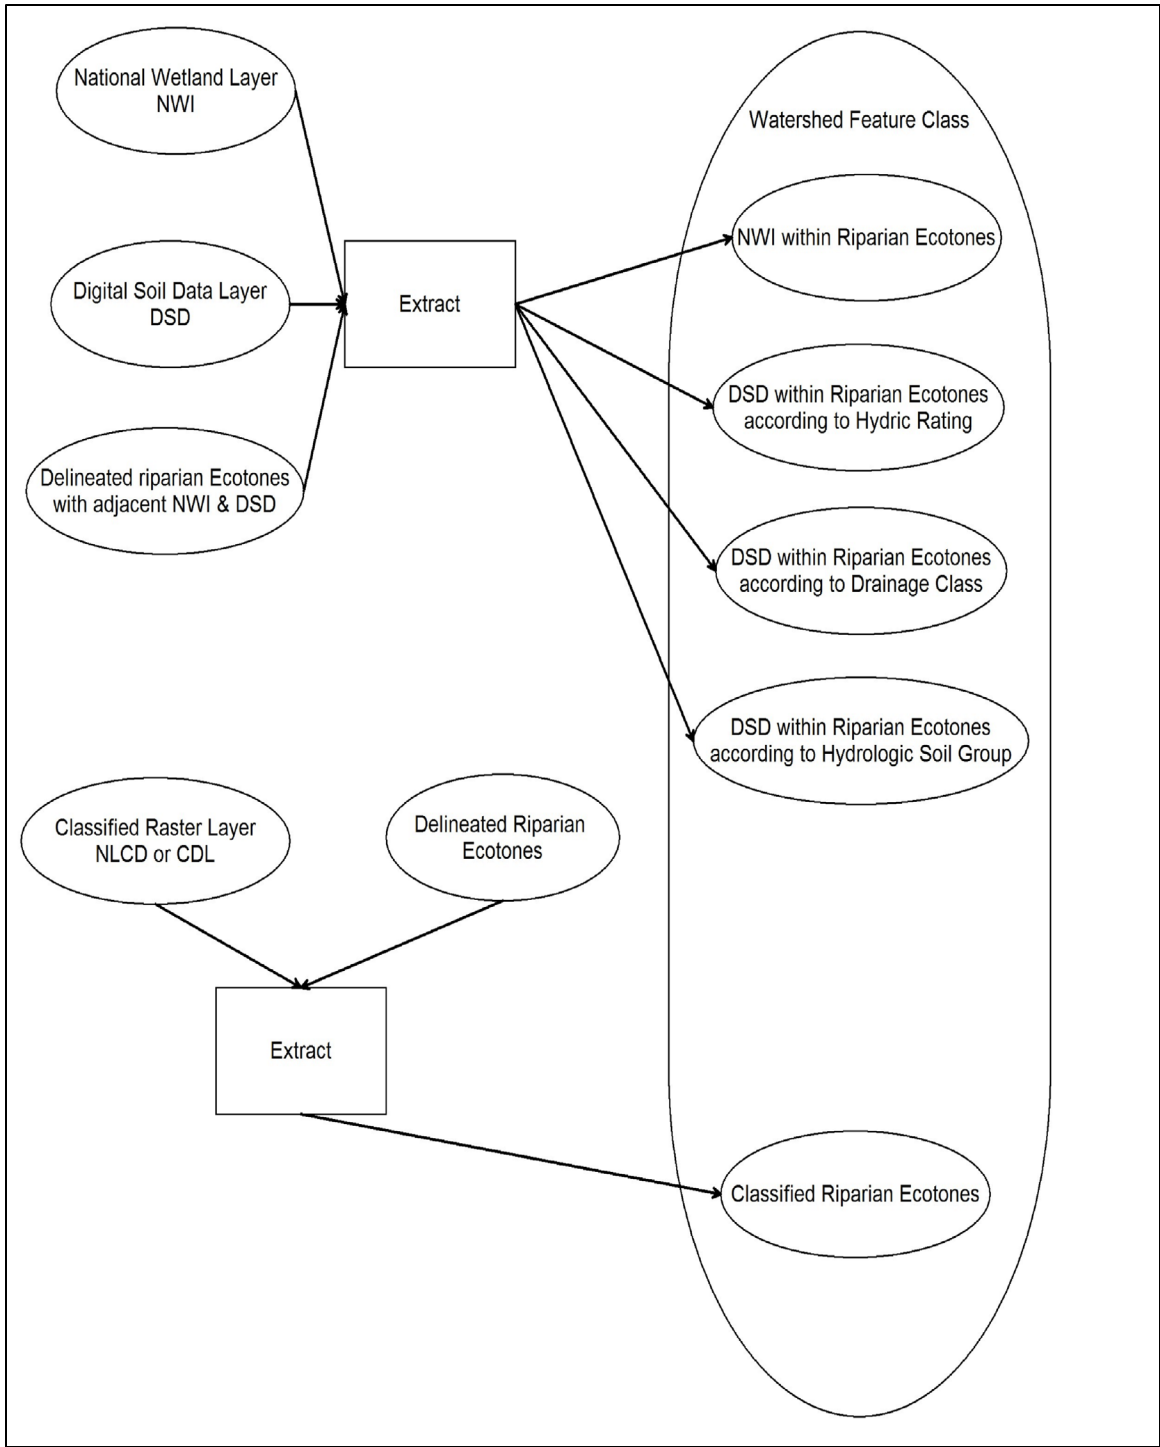 National Wetland Layer
NWI
Digital Soil Data Layer
DSD
Delineated riparian Ecotones
with adjacent NWI & DSD
Extract
Watershed Feature Class
NWI within Riparian Ecotones
DSD within Riparian Ecotones
according to Hydric Rating
DSD within Riparian Ecotones
according to Drainage Class
DSD within Riparian Ecotones
according to Hydrologic Soil Group
Classified Raster Layer
NLCD or CDL
Delineated Riparian
Ecotones
Extract
Classified Riparian Ecotones